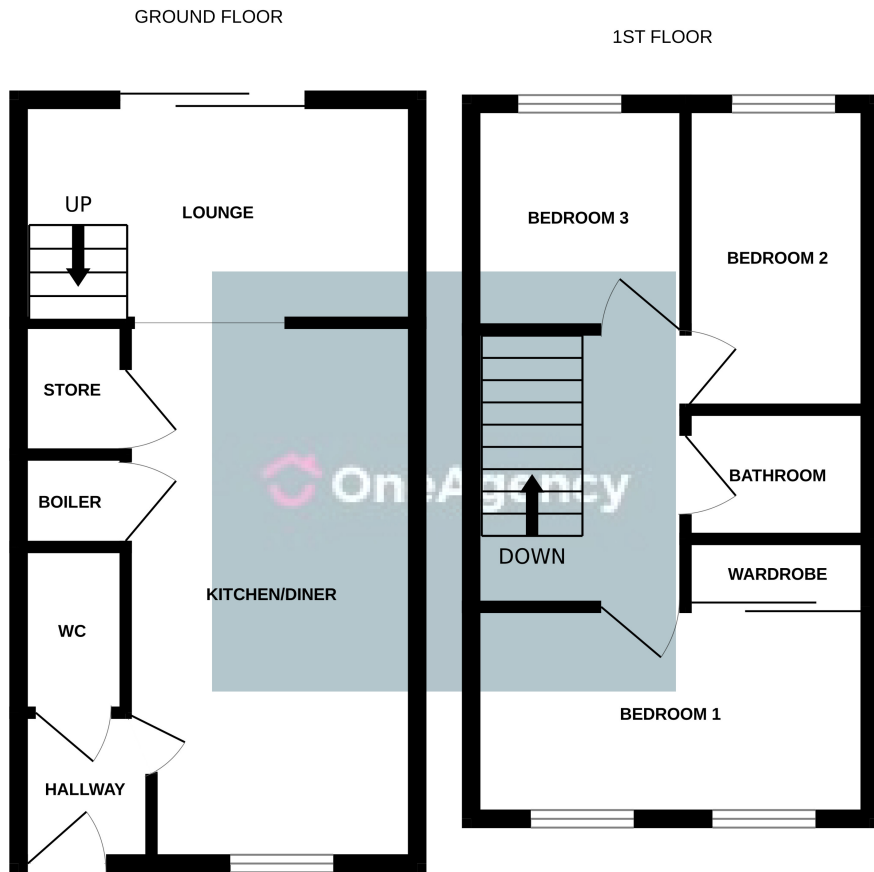 GROUND FLOOR
1ST FLOOR
UP
LOUNGE
STORE
BOILER
KITCHEN/DINER
WC
HALLWAY
BEDROOM 3
BEDROOM 2
OneAgency
BATHROOM
DOWN
WARDROBE
BEDROOM 1